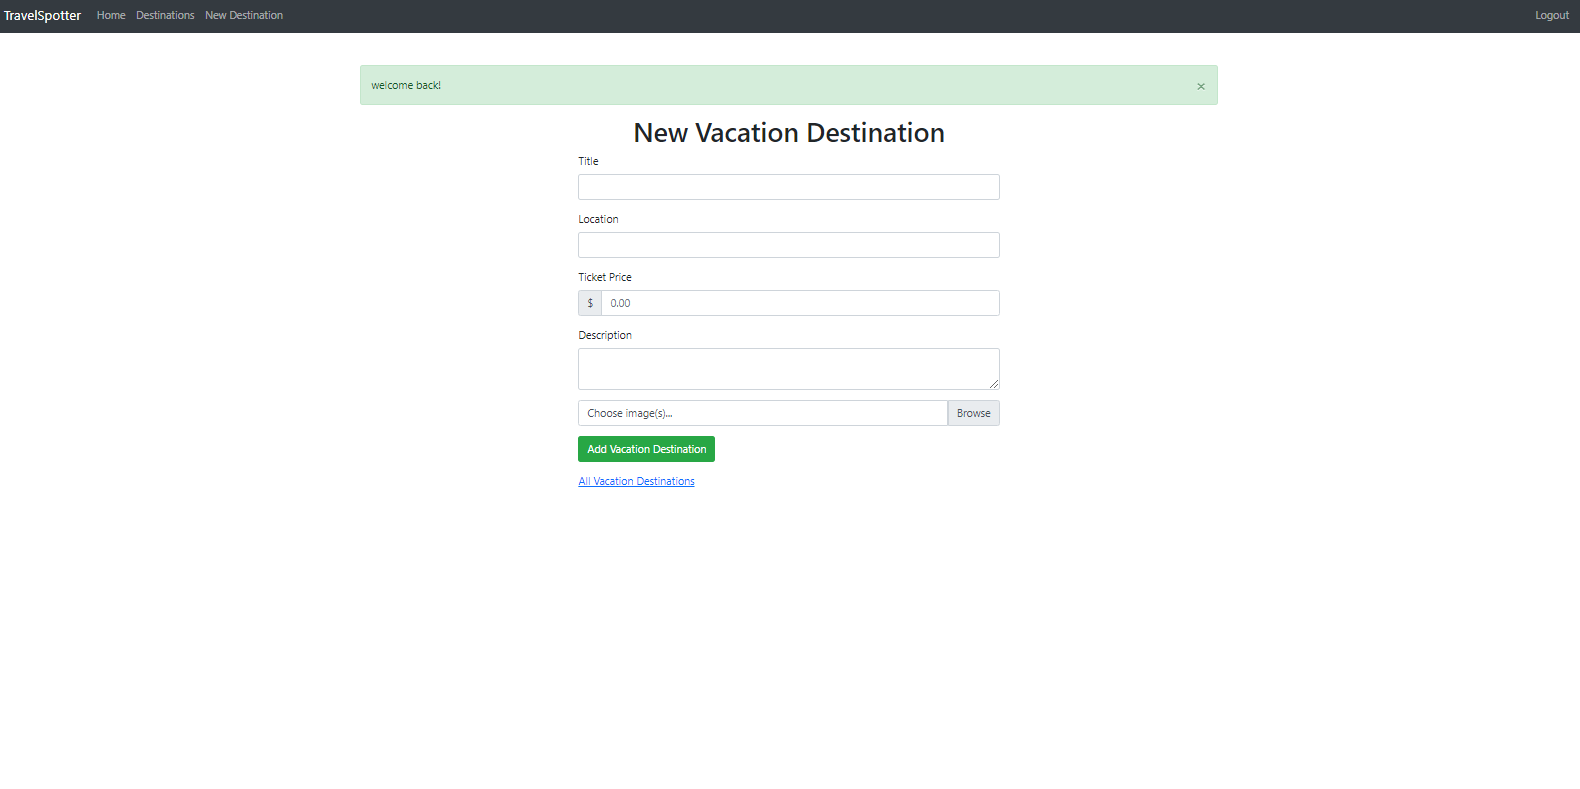 TravelSpotter Home Destinations New Destination Logout
welcome back! ×
New Vacation Destination
Title
Location
Ticket Price
$ 0.00
Description
Choose image(s)... Browse
Add Vacation Destination
All Vacation Destinations